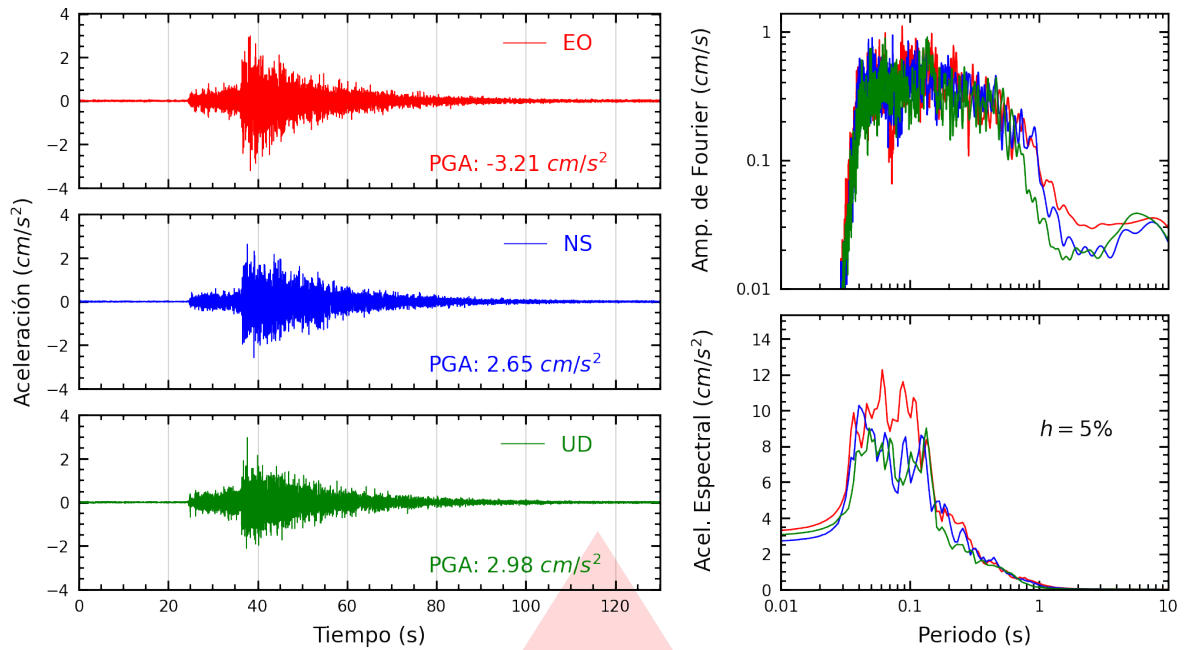 Aceleración (cm/s²)
4
2
0
−2
−4
EO
PGA: -3.21 cm/s²
4
2
0
−2
−4
NS
PGA: 2.65 cm/s²
4
2
0
−2
−4
UD
PGA: 2.98 cm/s²
0 20 40 60 80 100 120
Tiempo (s)
Amp. de Fourier (cm/s)
1
0.1
0.01
Acel. Espectral (cm/s²)
14
12
10
8
6
4
2
0
h = 5%
0.01 0.1 1 10
Periodo (s)